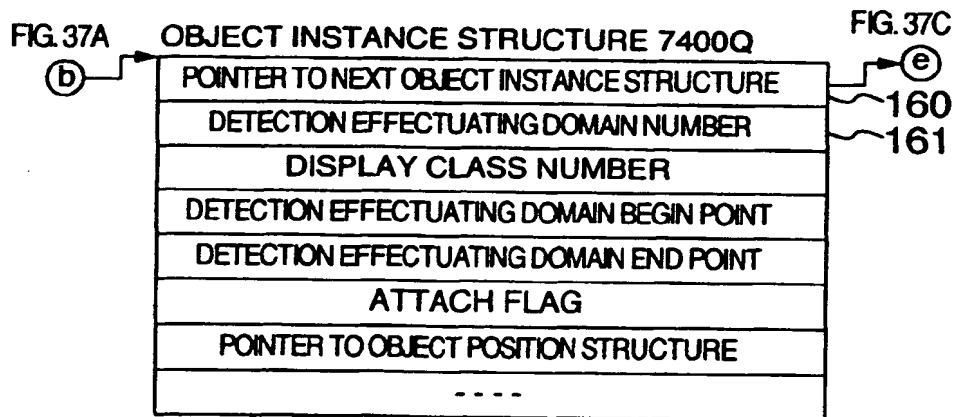 FIG. 37A OBJECT INSTANCE STRUCTURE 7400Q FIG. 37C
b e
POINTER TO NEXT OBJECT INSTANCE STRUCTURE
160
DETECTION EFFECTUATING DOMAIN NUMBER
161
DISPLAY CLASS NUMBER
DETECTION EFFECTUATING DOMAIN BEGIN POINT
DETECTION EFFECTUATING DOMAIN END POINT
ATTACH FLAG
POINTER TO OBJECT POSITION STRUCTURE
- - - -